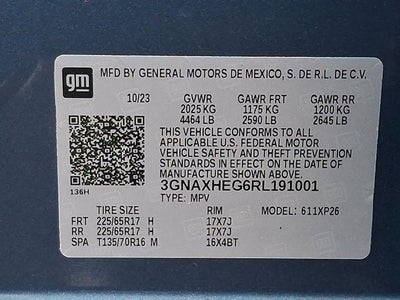 gm
MFD BY GENERAL MOTORS DE MEXICO, S. DE R.L. DE C.V.
10/23 GVWR GAWR FRT GAWR RR
2025 KG 1175 KG 1200 KG
4464 LB 2590 LB 2645 LB
THIS VEHICLE CONFORMS TO ALL
APPLICABLE U.S. FEDERAL MOTOR
VEHICLE SAFETY AND THEFT PREVENTION
STANDARDS IN EFFECT ON THE DATE OF
MANUFACTURE SHOWN ABOVE.
3GNAXHEG6RL191001
136H
TYPE: MPV
TIRE SIZE RIM MODEL: 611XP26
FRT 225/65R17 H 17X7J
RR 225/65R17 H 17X7J
SPA T135/70R16 M 16X4BT